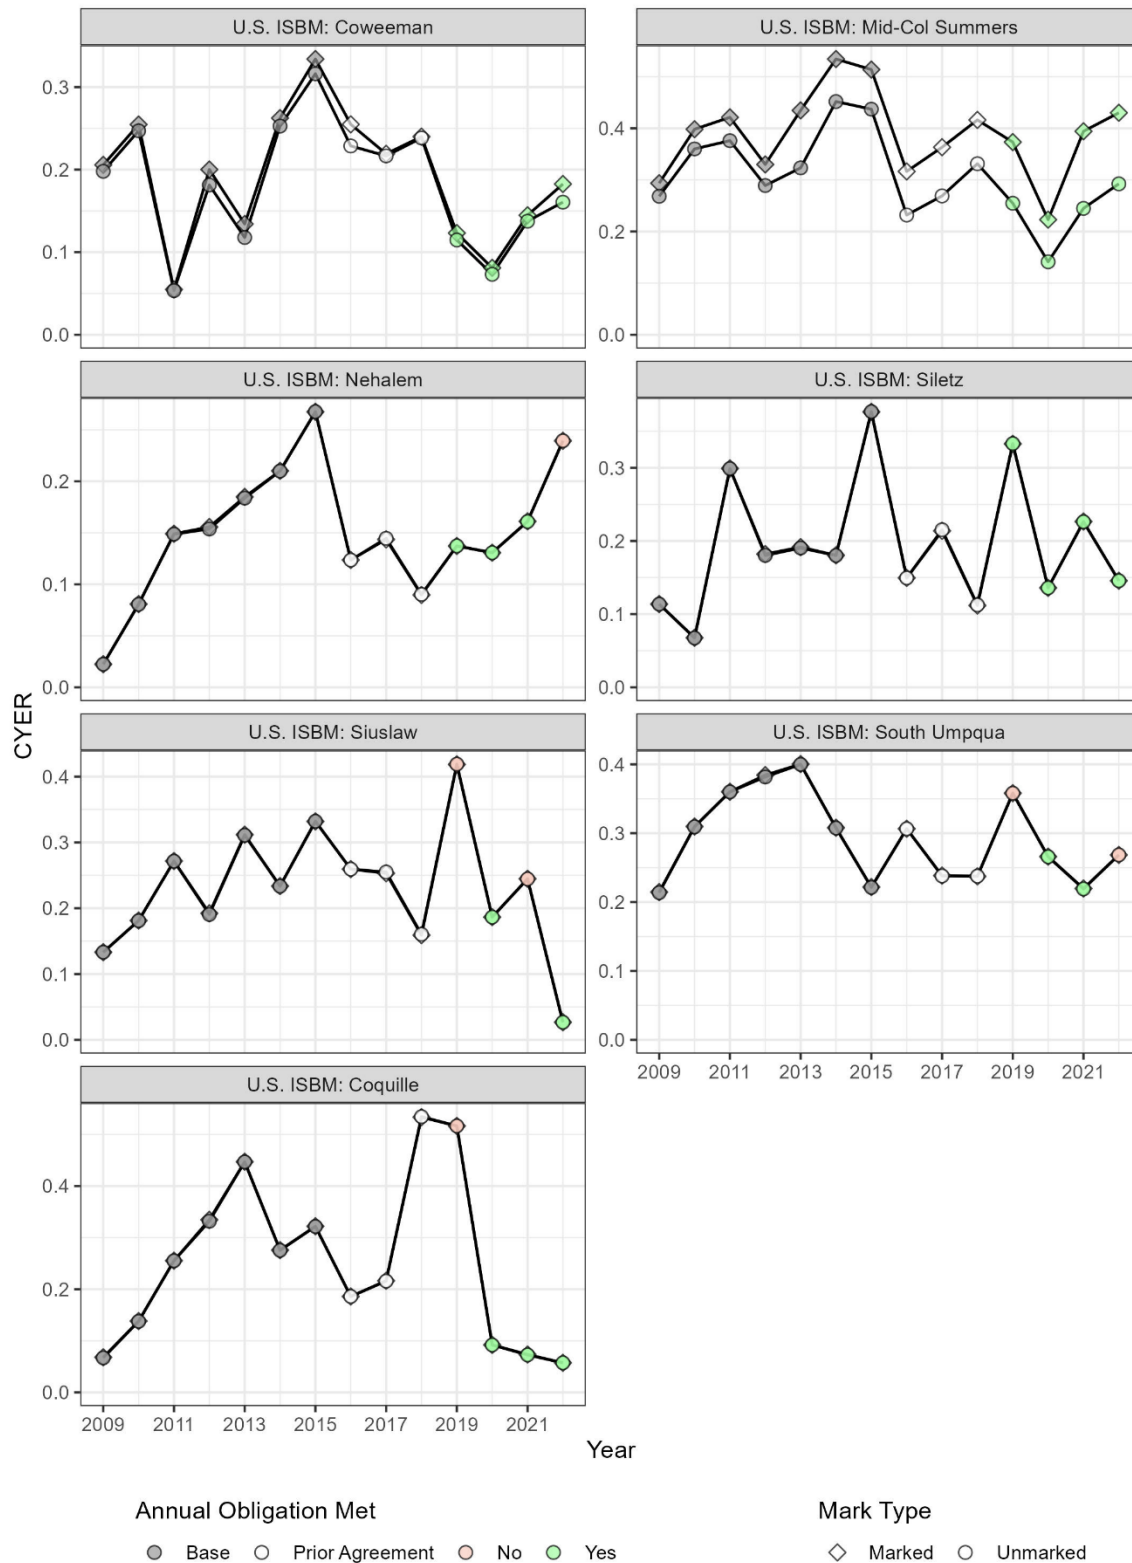 U.S. ISBM: Coweeman
U.S. ISBM: Mid-Col Summers
0.3
0.2
0.1
0.0
0.4
0.2
0.0
U.S. ISBM: Nehalem
U.S. ISBM: Siletz
0.2
0.1
0.0
0.3
0.2
0.1
0.0
CYER
U.S. ISBM: Siuslaw
U.S. ISBM: South Umpqua
0.4
0.3
0.2
0.1
0.0
0.4
0.3
0.2
0.1
0.0
2009 2011 2013 2015 2017 2019 2021
U.S. ISBM: Coquille
0.4
0.2
0.0
2009 2011 2013 2015 2017 2019 2021
Year
Annual Obligation Met
Base Prior Agreement No Yes
Mark Type
Marked Unmarked